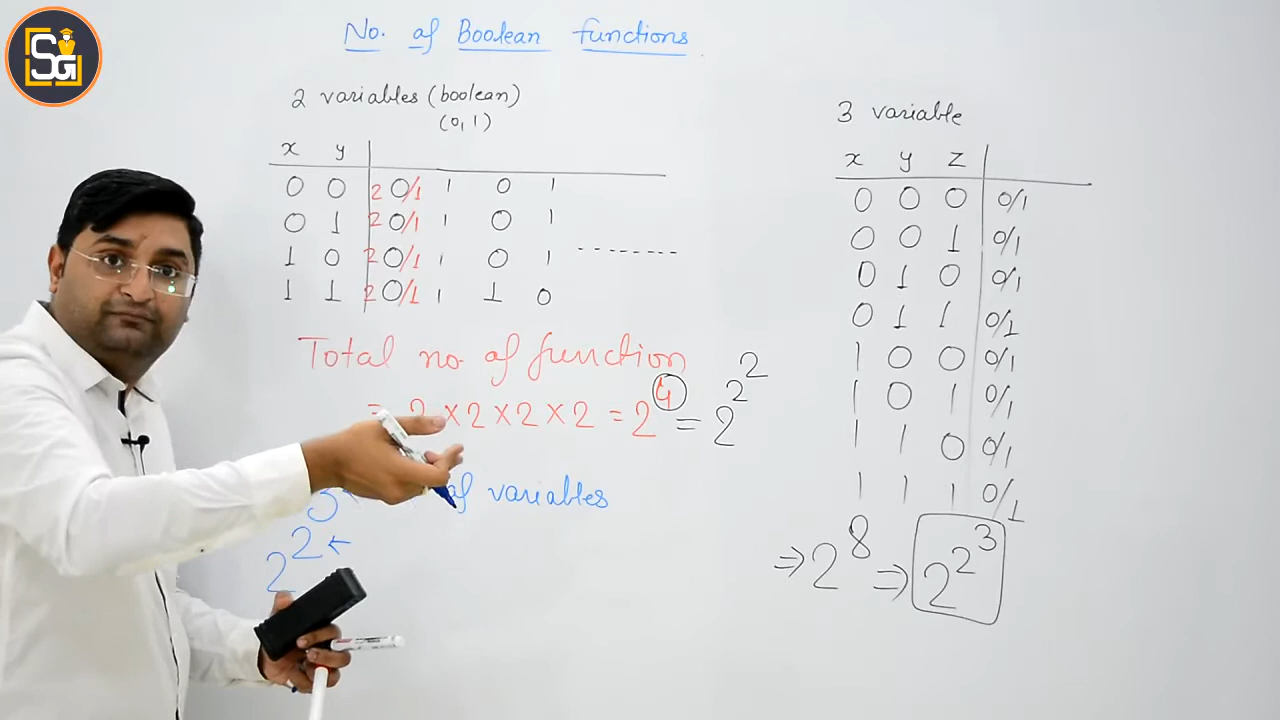 SG
No. of Boolean functions
2 variables (boolean)
(0,1)
x y
0 0 2 0/1 1 0 1
0 1 2 0/1 1 0 1
1 0 2 0/1 1 0 1 ---------
1 1 2 0/1 1 1 0
Total no. of function
= 2 × 2 × 2 × 2 = 2⁴ = 2^2^2
of variables
2^2 ←
3 variable
x y z
0 0 0 0/1
0 0 1 0/1
0 1 0 0/1
0 1 1 0/1
1 0 0 0/1
1 0 1 0/1
1 1 0 0/1
1 1 1 0/1
⇒ 2⁸ ⇒ 2^2^3